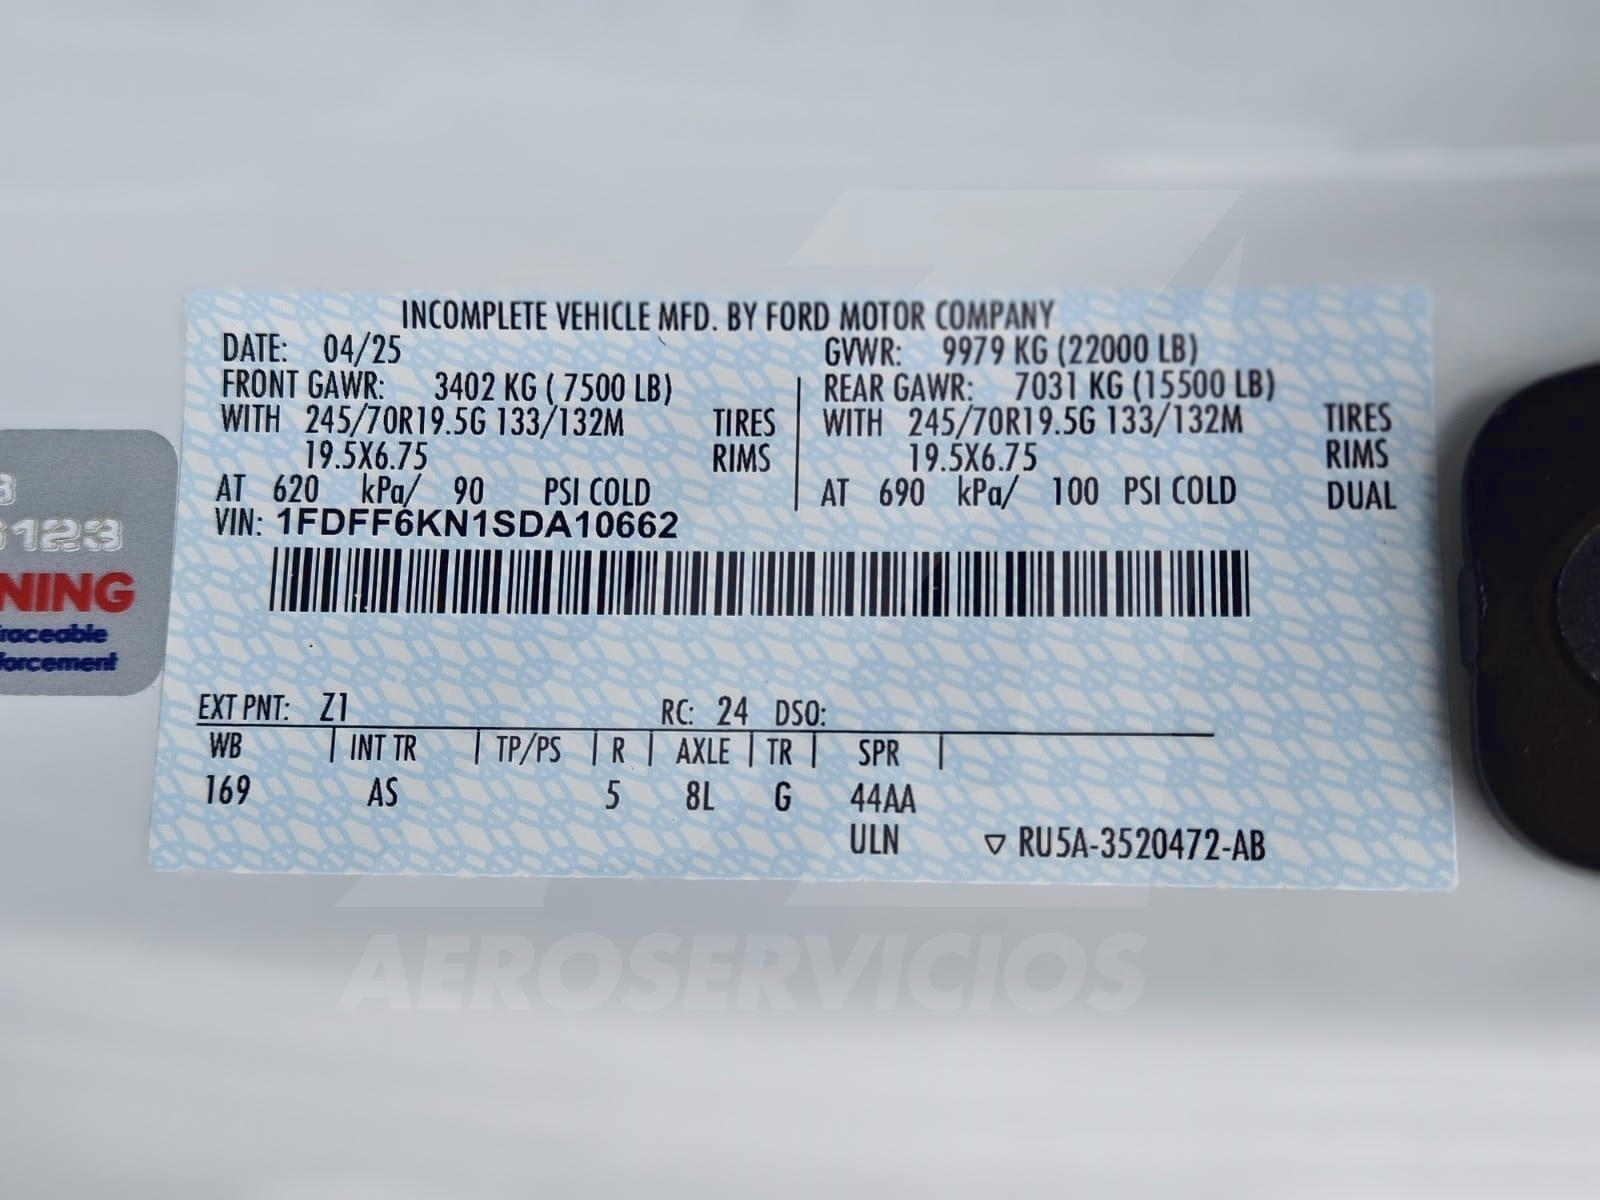 INCOMPLETE VEHICLE MFD. BY FORD MOTOR COMPANY
DATE: 04/25 GVWR: 9979 KG (22000 LB)
FRONT GAWR: 3402 KG ( 7500 LB) REAR GAWR: 7031 KG (15500 LB)
WITH 245/70R19.5G 133/132M TIRES WITH 245/70R19.5G 133/132M TIRES
19.5X6.75 RIMS 19.5X6.75 RIMS
AT 620 kPa/ 90 PSI COLD AT 690 kPa/ 100 PSI COLD DUAL
VIN: 1FDFF6KN1SDA10662
EXT PNT: Z1 RC: 24 DSO:
WB | INT TR | TP/PS | R | AXLE | TR | SPR |
169 AS 5 8L G 44AA
ULN ▽ RU5A-3520472-AB
123
NING
raceable
forcement
AEROSERVICIOS